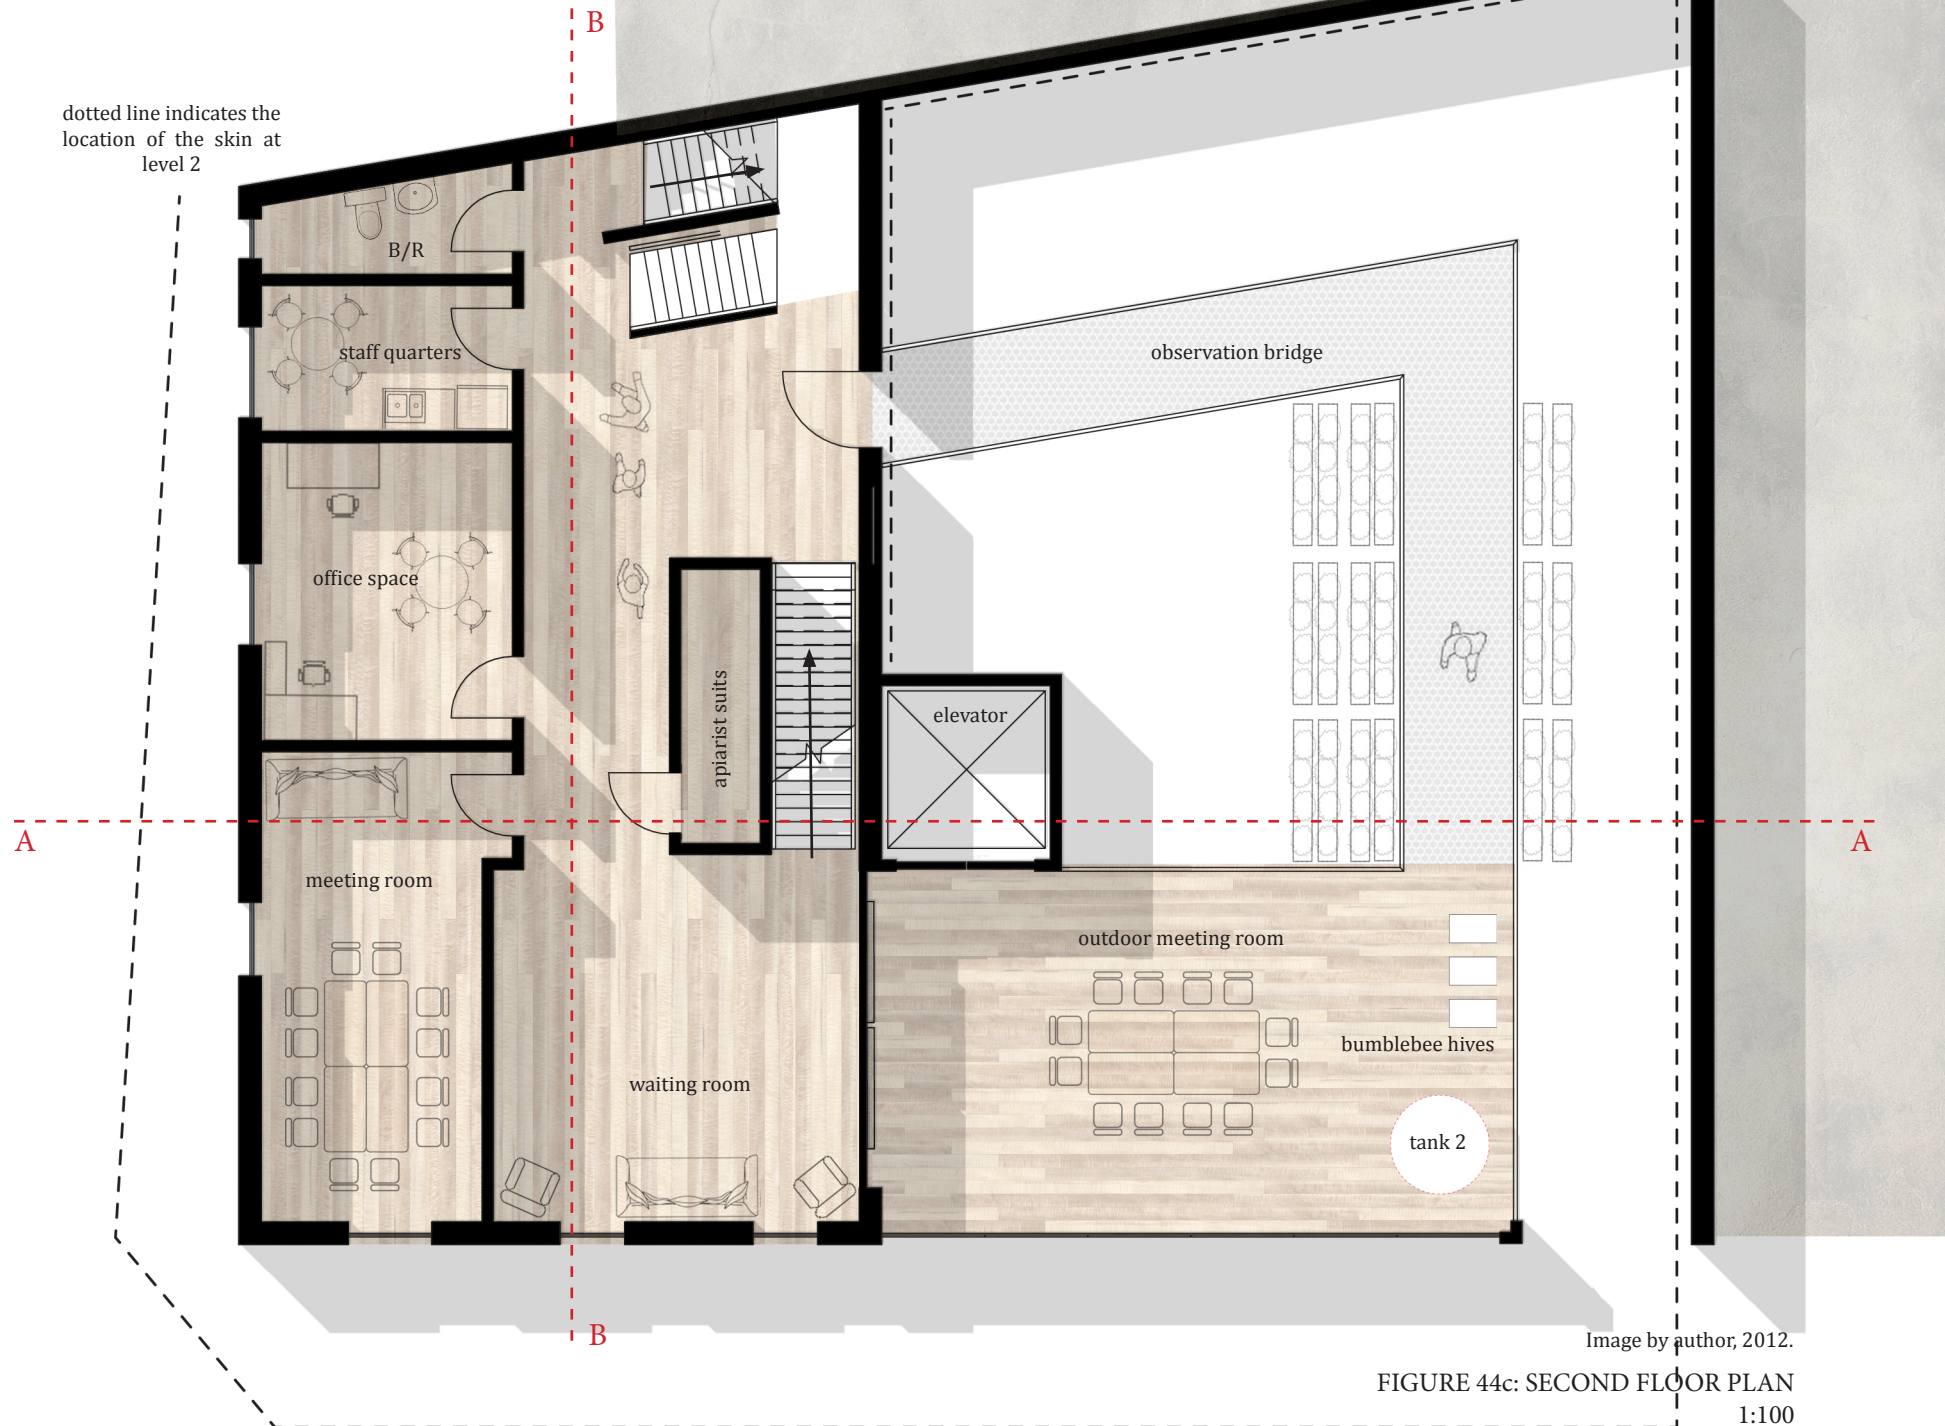 B
dotted line indicates the
location of the skin at
level 2
B/R
staff quarters
observation bridge
office space
apiarist suits
elevator
A
A
meeting room
outdoor meeting room
bumblebee hives
waiting room
tank 2
B
Image by author, 2012.
FIGURE 44c: SECOND FLOOR PLAN
1:100